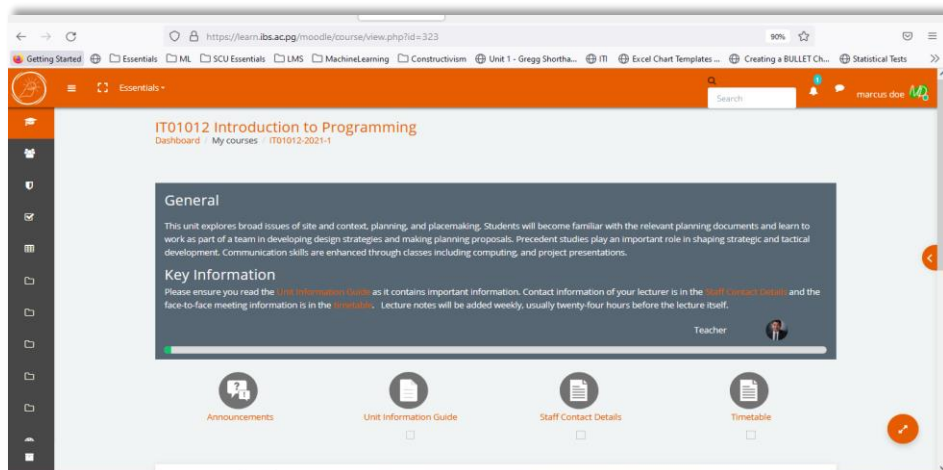 https://learn.ibs.ac.pg/moodle/course/view.php?id=323
90%
Getting Started
Essentials
ML
SCU Essentials
LMS
MachineLearning
Constructivism
Unit 1 - Gregg Shortha...
ITI
Excel Chart Templates ...
Creating a BULLET Ch...
Statistical Tests
Essentials
Search
1
marcus doe
IT01012 Introduction to Programming
Dashboard / My courses / IT01012-2021-1
General
This unit explores broad issues of site and context, planning, and placemaking. Students will become familiar with the relevant planning documents and learn to
work as part of a team in developing design strategies and making planning proposals. Precedent studies play an important role in shaping strategic and tactical
development. Communication skills are enhanced through classes including computing, and project presentations.
Key Information
Please ensure you read the Unit Information Guide as it contains important information. Contact information of your lecturer is in the Staff Contact Details and the
face-to-face meeting information is in the timetable. Lecture notes will be added weekly, usually twenty-four hours before the lecture itself.
Teacher
Announcements
Unit Information Guide
Staff Contact Details
Timetable